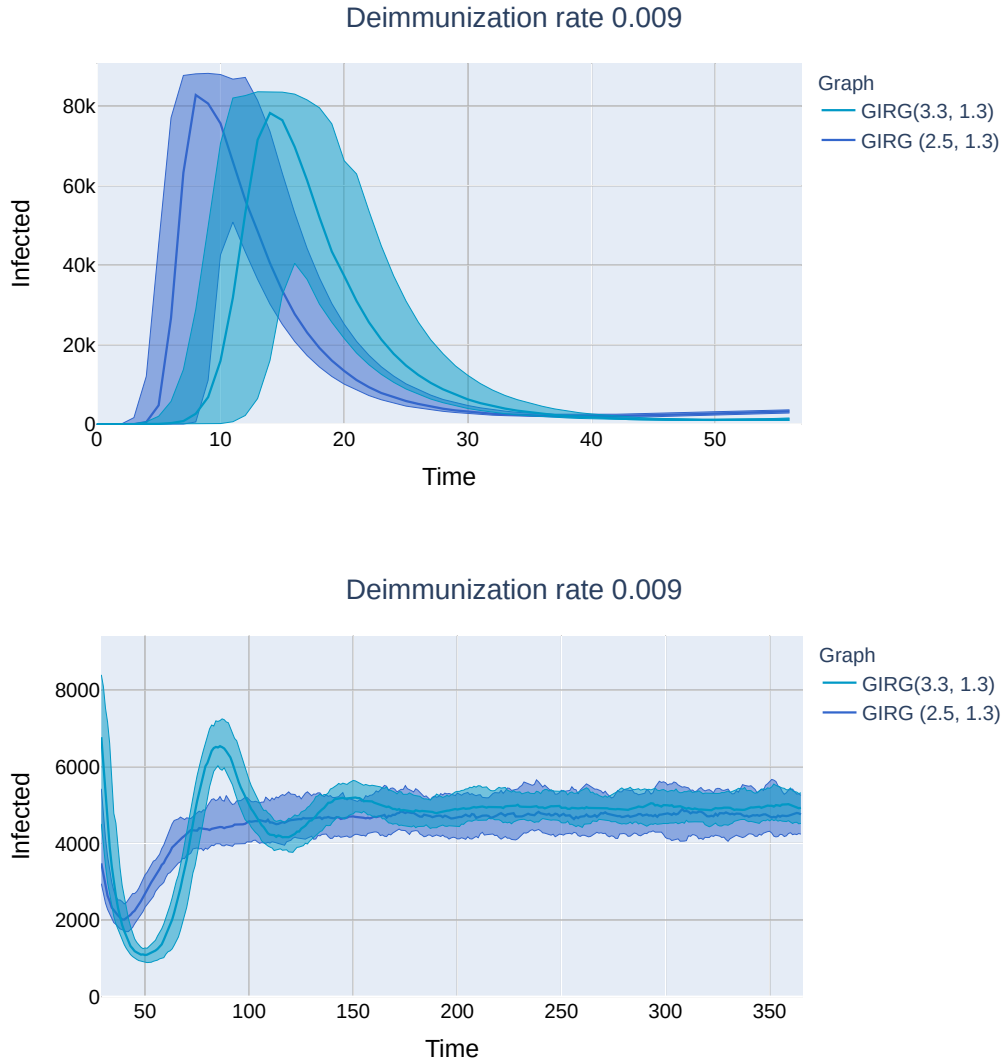 Deimmunization rate 0.009
Graph
GIRG(3.3, 1.3)
GIRG (2.5, 1.3)
80k
60k
40k
20k
0
Infected
0 10 20 30 40 50
Time
Deimmunization rate 0.009
Graph
GIRG(3.3, 1.3)
GIRG (2.5, 1.3)
8000
6000
4000
2000
0
Infected
50 100 150 200 250 300 350
Time